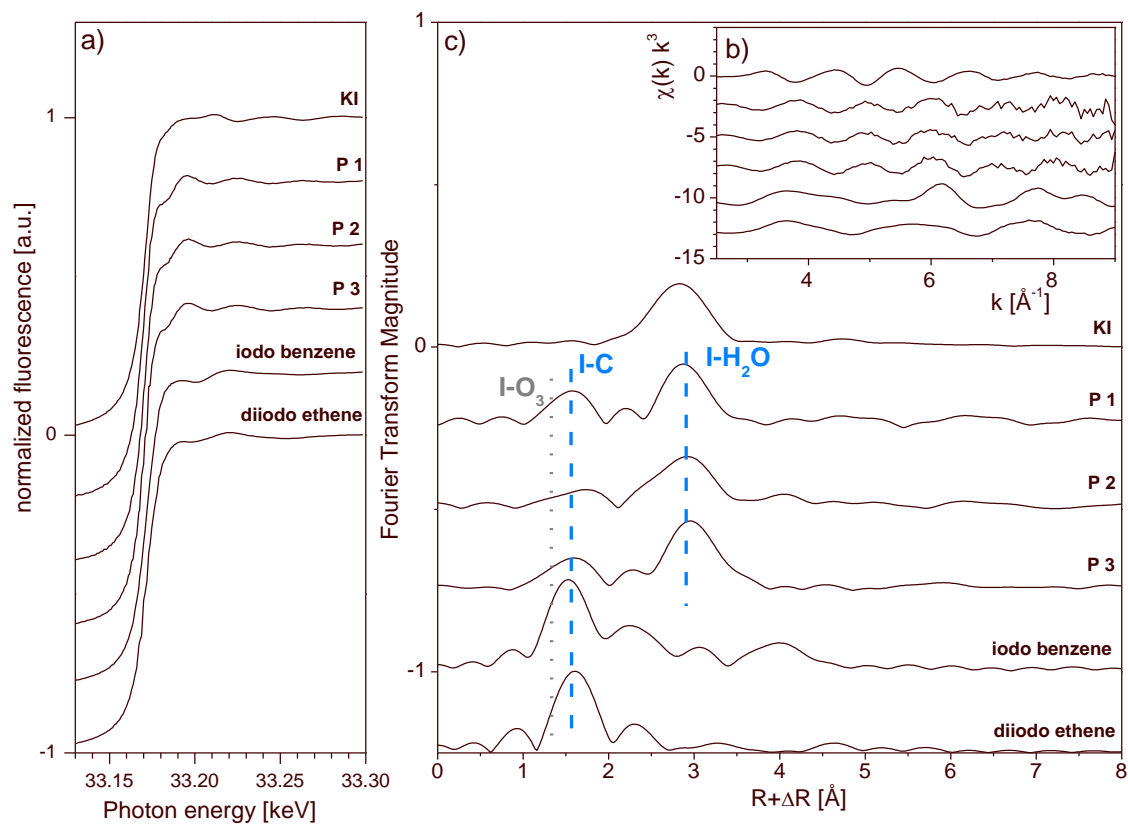 a)
KI
P 1
P 2
P 3
iodo benzene
diiodo ethene
1
0
-1
normalized fluorescence [a.u.]
33.15
33.20
33.25
33.30
Photon energy [keV]
c)
1
0
-1
Fourier Transform Magnitude
b)
χ(k) k³
0
-5
-10
-15
4
6
8
k [Å⁻¹]
KI
I-O₃
I-C
I-H₂O
P 1
P 2
P 3
iodo benzene
diiodo ethene
0
1
2
3
4
5
6
7
8
R+ΔR [Å]